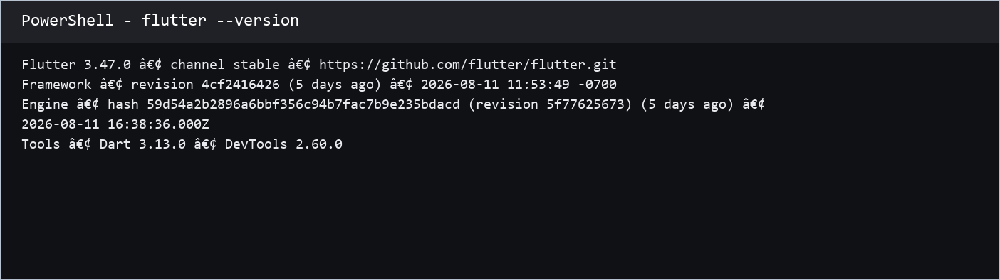 PowerShell - flutter --version
Flutter 3.47.0 â€¢ channel stable â€¢ https://github.com/flutter/flutter.git
Framework â€¢ revision 4cf2416426 (5 days ago) â€¢ 2026-08-11 11:53:49 -0700
Engine â€¢ hash 59d54a2b2896a6bbf356c94b7fac7b9e235bdacd (revision 5f77625673) (5 days ago) â€¢
2026-08-11 16:38:36.000Z
Tools â€¢ Dart 3.13.0 â€¢ DevTools 2.60.0